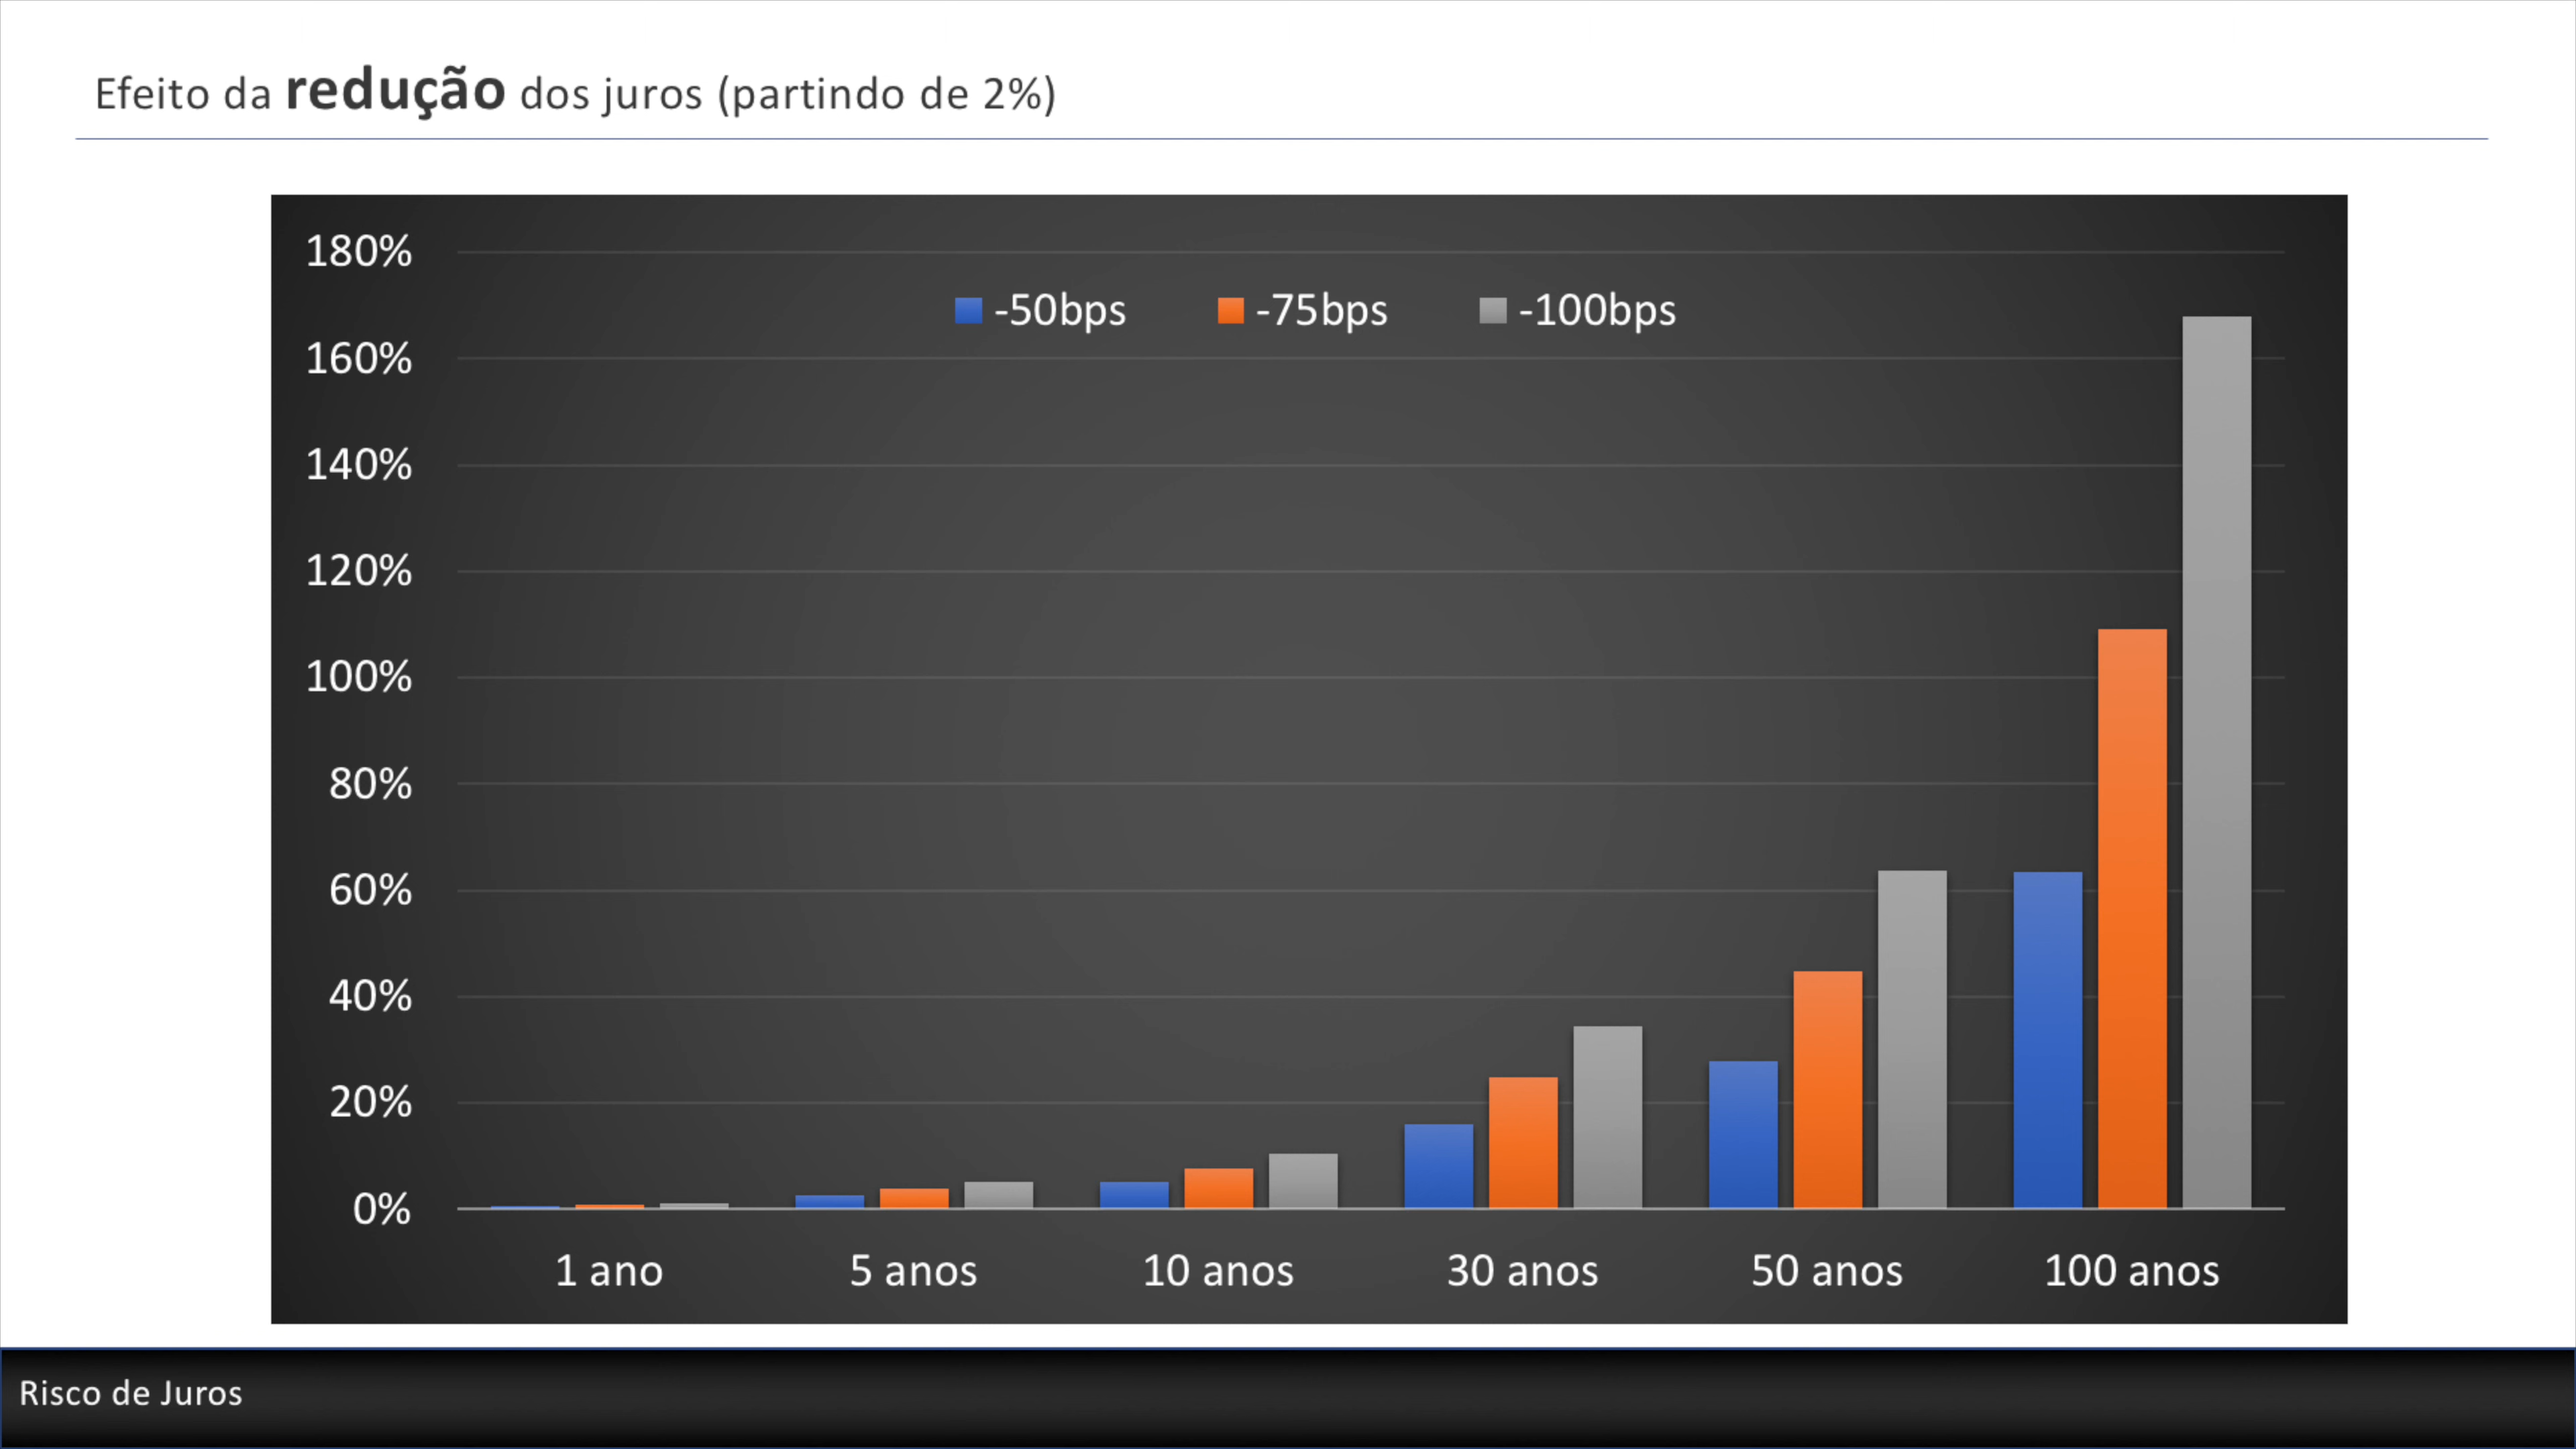 Efeito da redução dos juros (partindo de 2%)
180%
-50bps -75bps -100bps
160%
140%
120%
100%
80%
60%
40%
20%
0%
1 ano 5 anos 10 anos 30 anos 50 anos 100 anos
Risco de Juros